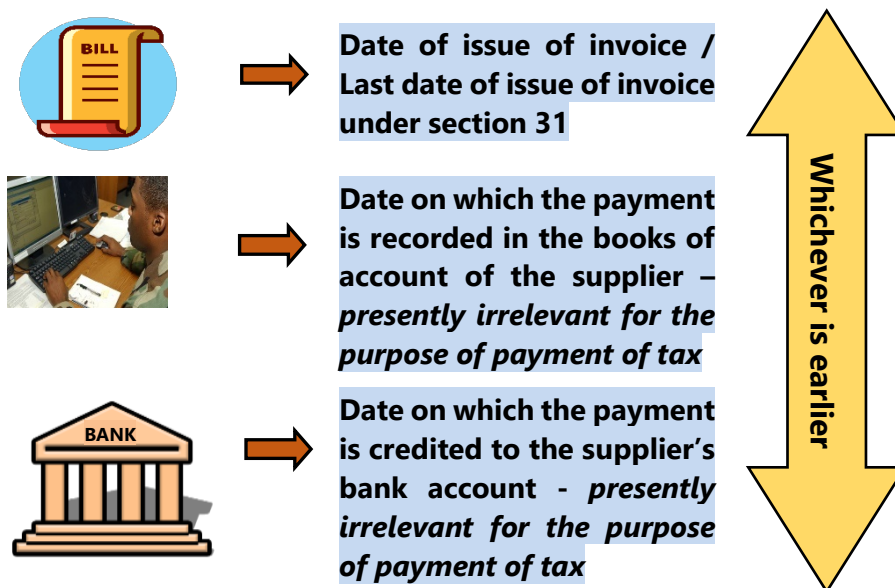 BILL
Date of issue of invoice /
Last date of issue of invoice
under section 31
Date on which the payment
is recorded in the books of
account of the supplier –
presently irrelevant for the
purpose of payment of tax
BANK
Date on which the payment
is credited to the supplier’s
bank account - presently
irrelevant for the purpose
of payment of tax
Whichever is earlier